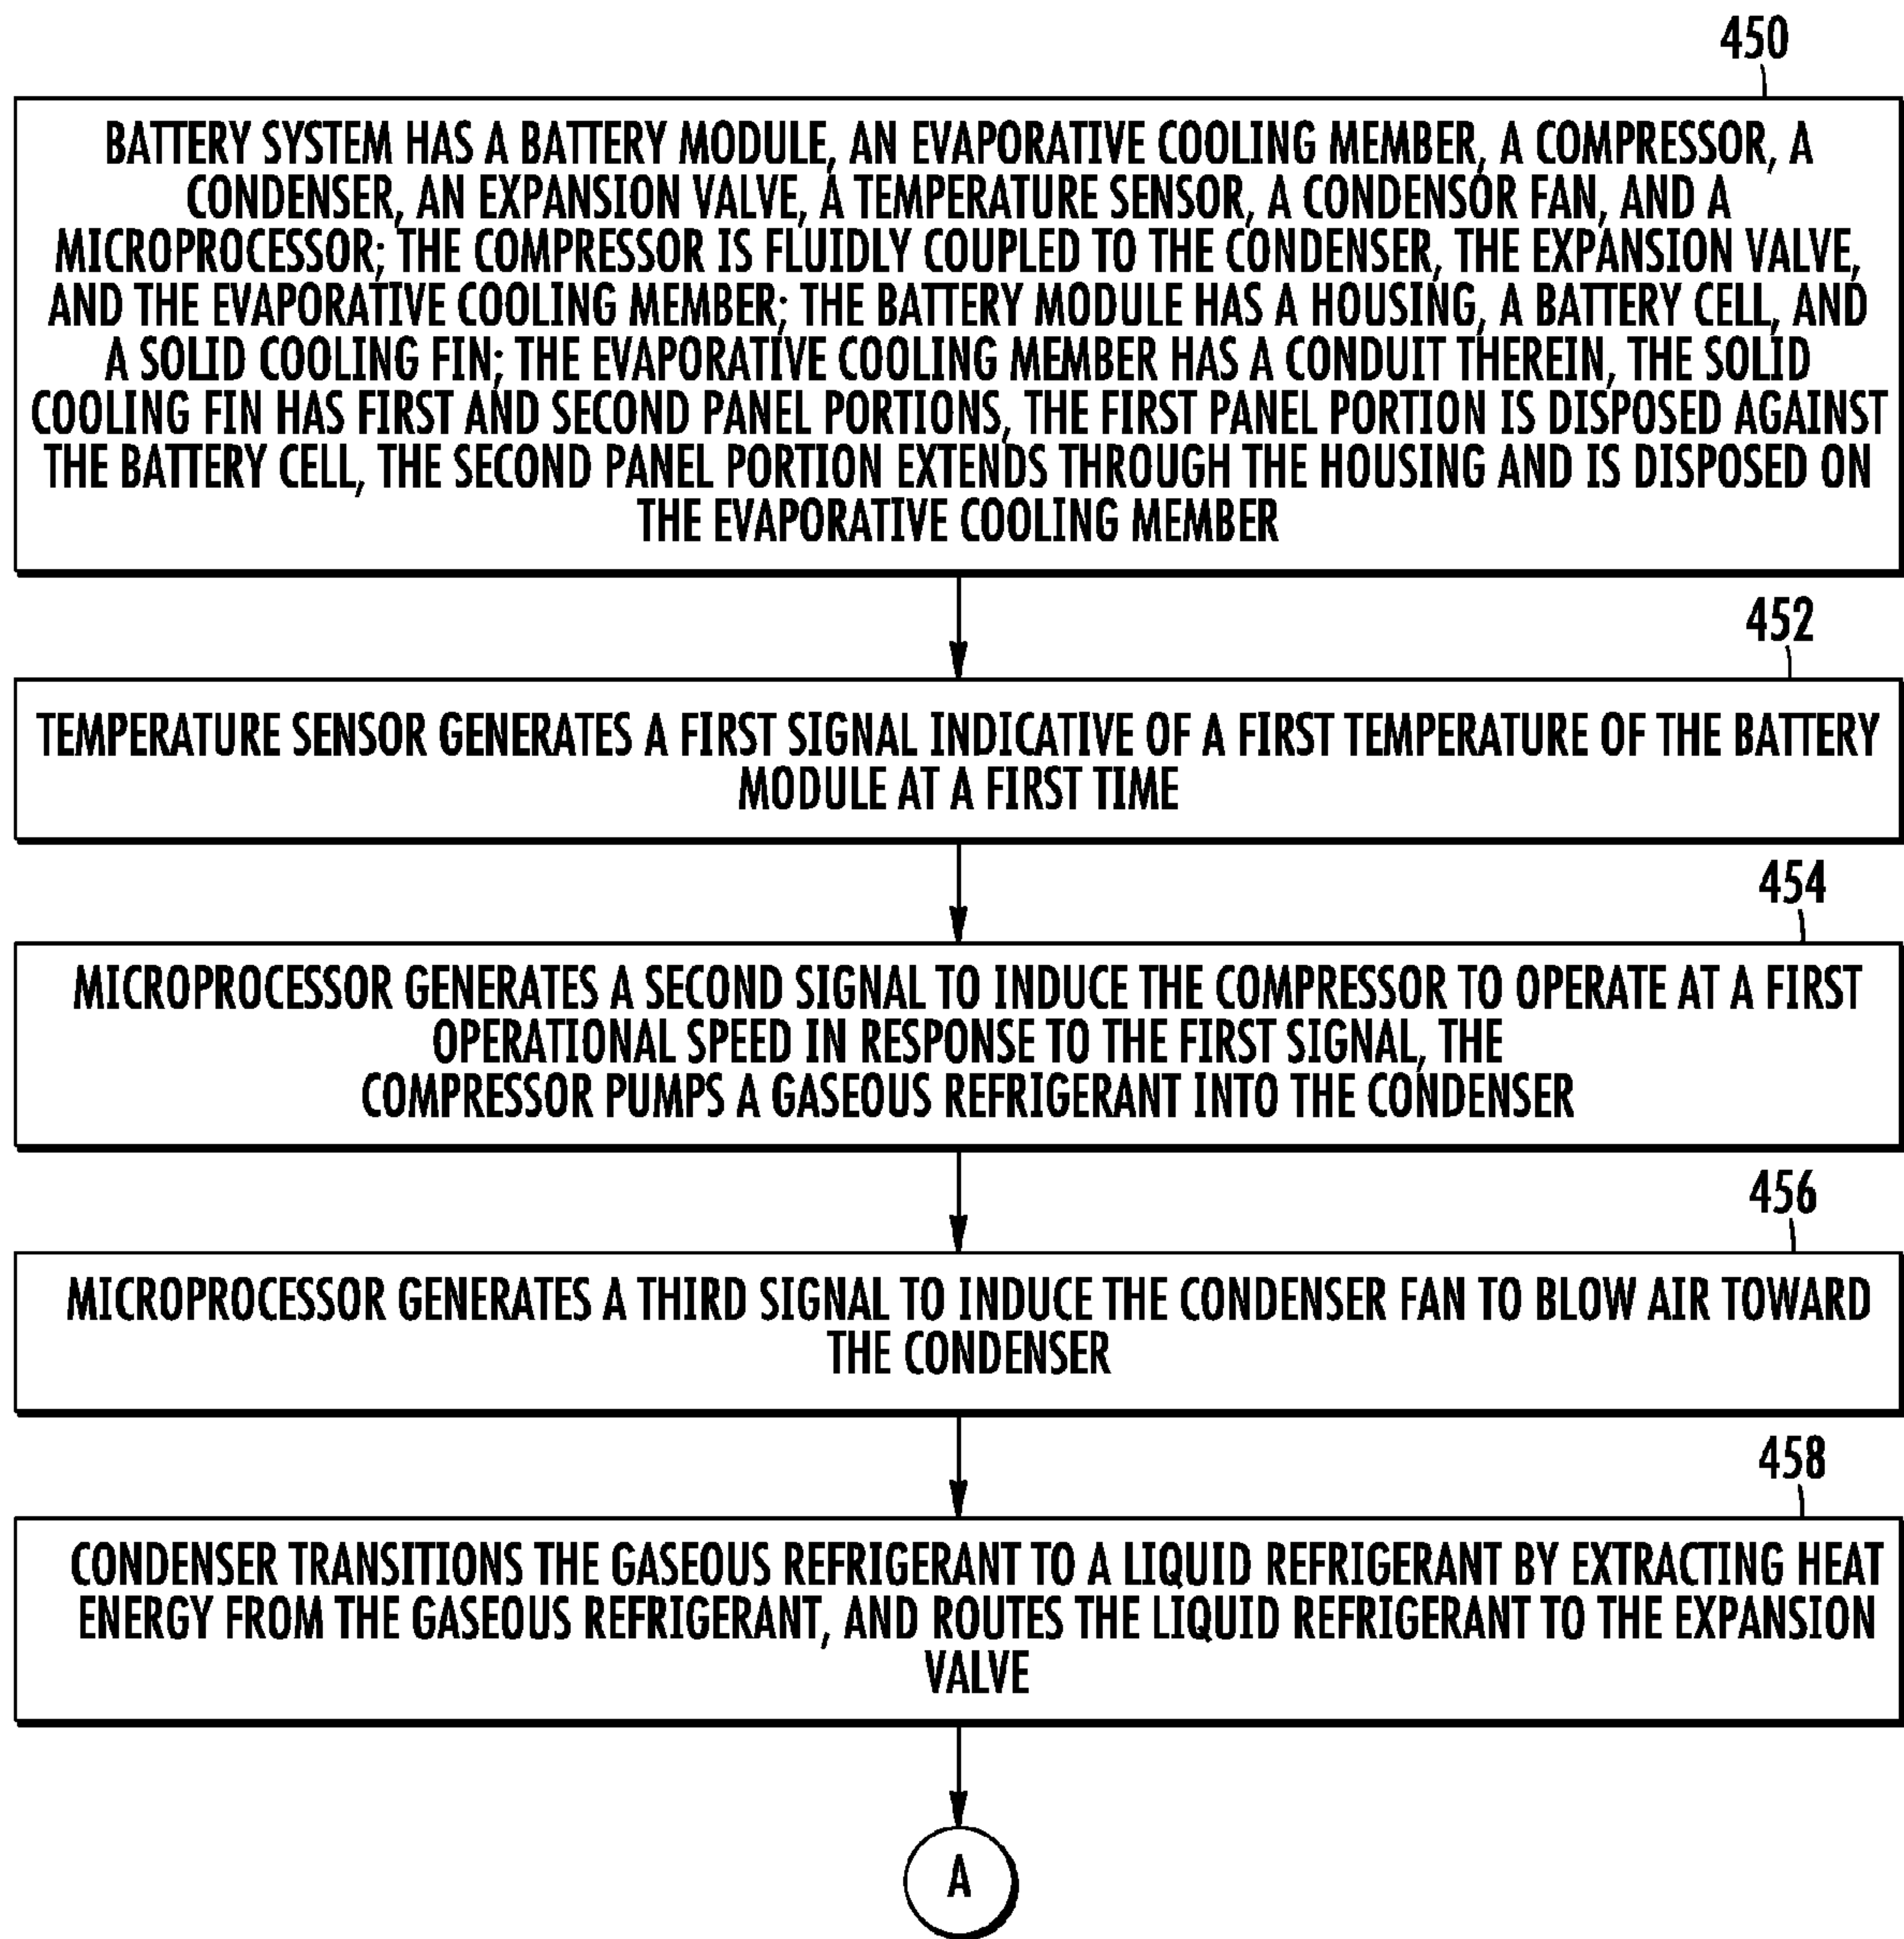 450
BATTERY SYSTEM HAS A BATTERY MODULE, AN EVAPORATIVE COOLING MEMBER, A COMPRESSOR, A
CONDENSER, AN EXPANSION VALVE, A TEMPERATURE SENSOR, A CONDENSOR FAN, AND A
MICROPROCESSOR; THE COMPRESSOR IS FLUIDLY COUPLED TO THE CONDENSER, THE EXPANSION VALVE,
AND THE EVAPORATIVE COOLING MEMBER; THE BATTERY MODULE HAS A HOUSING, A BATTERY CELL, AND
A SOLID COOLING FIN; THE EVAPORATIVE COOLING MEMBER HAS A CONDUIT THEREIN, THE SOLID
COOLING FIN HAS FIRST AND SECOND PANEL PORTIONS, THE FIRST PANEL PORTION IS DISPOSED AGAINST
THE BATTERY CELL, THE SECOND PANEL PORTION EXTENDS THROUGH THE HOUSING AND IS DISPOSED ON
THE EVAPORATIVE COOLING MEMBER
452
TEMPERATURE SENSOR GENERATES A FIRST SIGNAL INDICATIVE OF A FIRST TEMPERATURE OF THE BATTERY
MODULE AT A FIRST TIME
454
MICROPROCESSOR GENERATES A SECOND SIGNAL TO INDUCE THE COMPRESSOR TO OPERATE AT A FIRST
OPERATIONAL SPEED IN RESPONSE TO THE FIRST SIGNAL, THE
COMPRESSOR PUMPS A GASEOUS REFRIGERANT INTO THE CONDENSER
456
MICROPROCESSOR GENERATES A THIRD SIGNAL TO INDUCE THE CONDENSER FAN TO BLOW AIR TOWARD
THE CONDENSER
458
CONDENSER TRANSITIONS THE GASEOUS REFRIGERANT TO A LIQUID REFRIGERANT BY EXTRACTING HEAT
ENERGY FROM THE GASEOUS REFRIGERANT, AND ROUTES THE LIQUID REFRIGERANT TO THE EXPANSION
VALVE
A